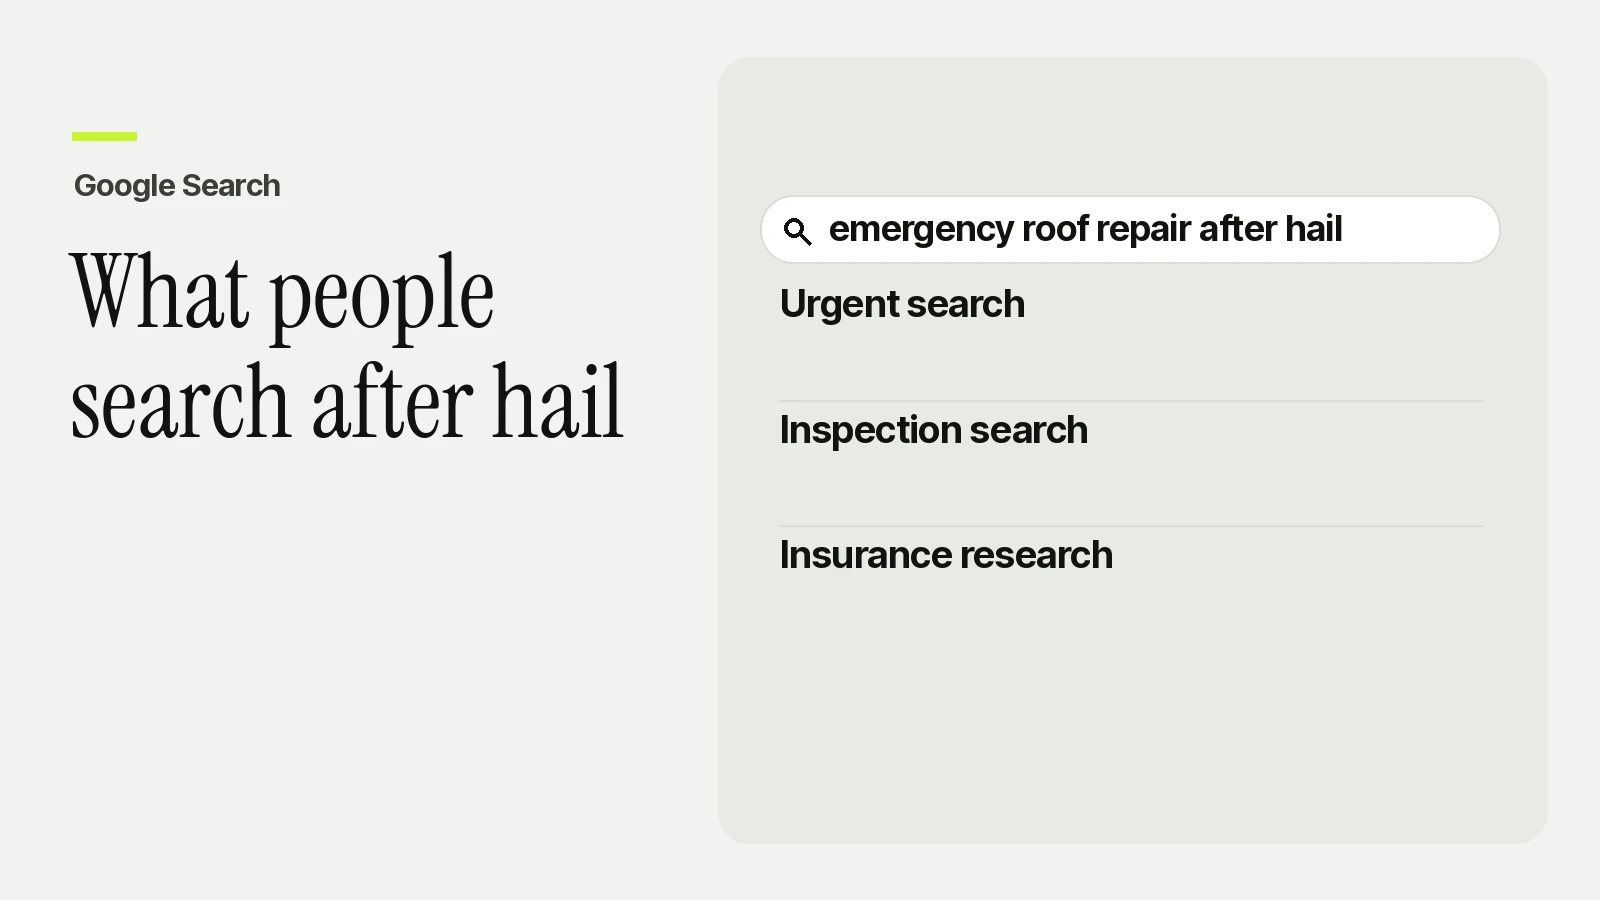 Google Search
What people
search after hail
emergency roof repair after hail
Urgent search
Inspection search
Insurance research